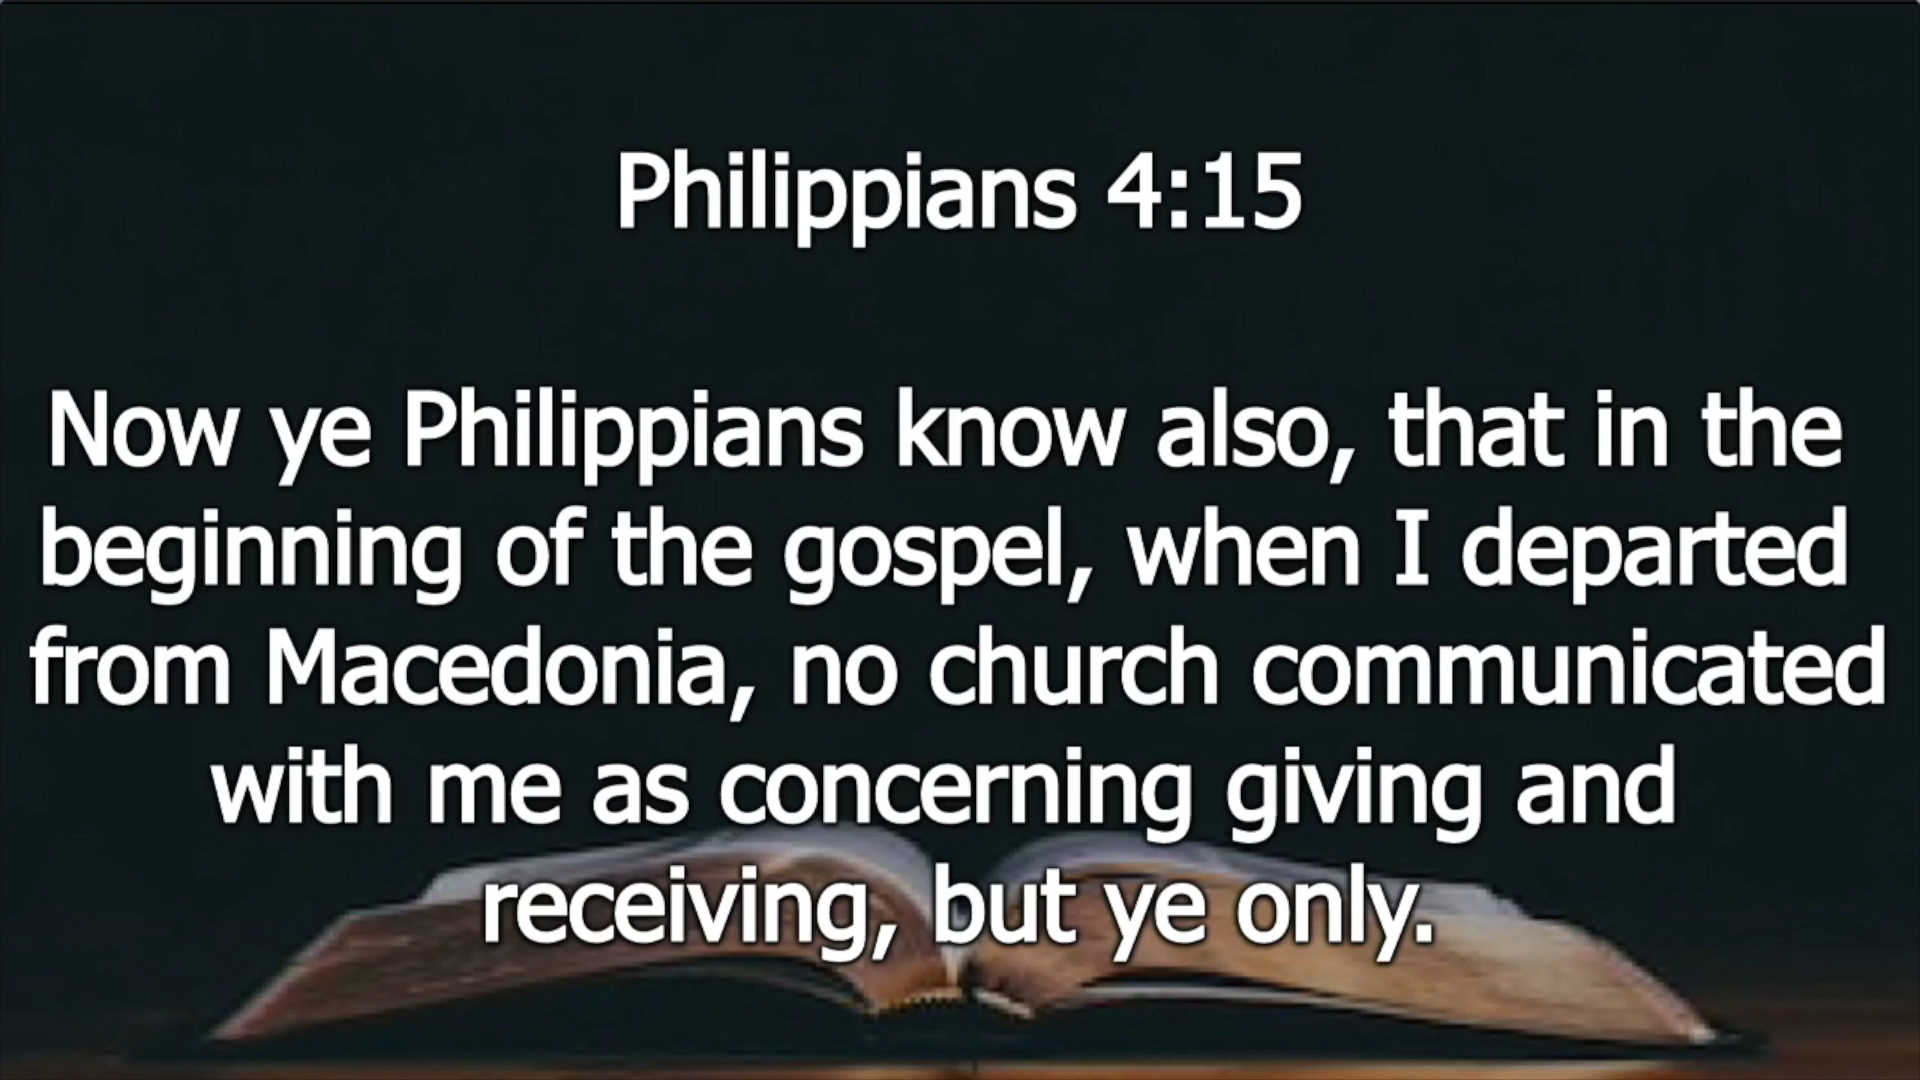 Philippians 4:15
Now ye Philippians know also, that in the
beginning of the gospel, when I departed
from Macedonia, no church communicated
with me as concerning giving and
receiving, but ye only.